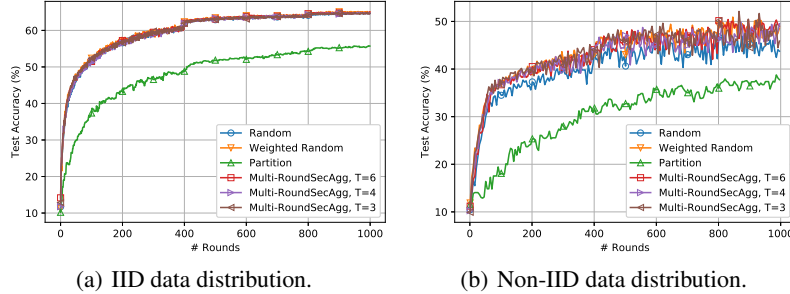 60
50
40
30
20
10
Test Accuracy (%)
0
200
400
600
800
1000
# Rounds
Random
Weighted Random
Partition
Multi-RoundSecAgg, T=6
Multi-RoundSecAgg, T=4
Multi-RoundSecAgg, T=3
(a) IID data distribution.
50
40
30
20
10
Test Accuracy (%)
0
200
400
600
800
1000
# Rounds
Random
Weighted Random
Partition
Multi-RoundSecAgg, T=6
Multi-RoundSecAgg, T=4
Multi-RoundSecAgg, T=3
(b) Non-IID data distribution.